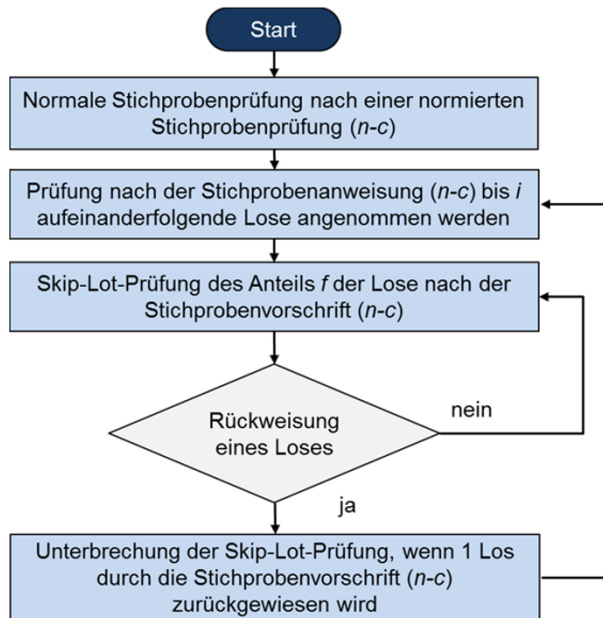 Start
Normale Stichprobenprüfung nach einer normierten
Stichprobenprüfung (n-c)
Prüfung nach der Stichprobenanweisung (n-c) bis i
aufeinanderfolgende Lose angenommen werden
Skip-Lot-Prüfung des Anteils f der Lose nach der
Stichprobenvorschrift (n-c)
Rückweisung
eines Loses
nein
ja
Unterbrechung der Skip-Lot-Prüfung, wenn 1 Los
durch die Stichprobenvorschrift (n-c)
zurückgewiesen wird